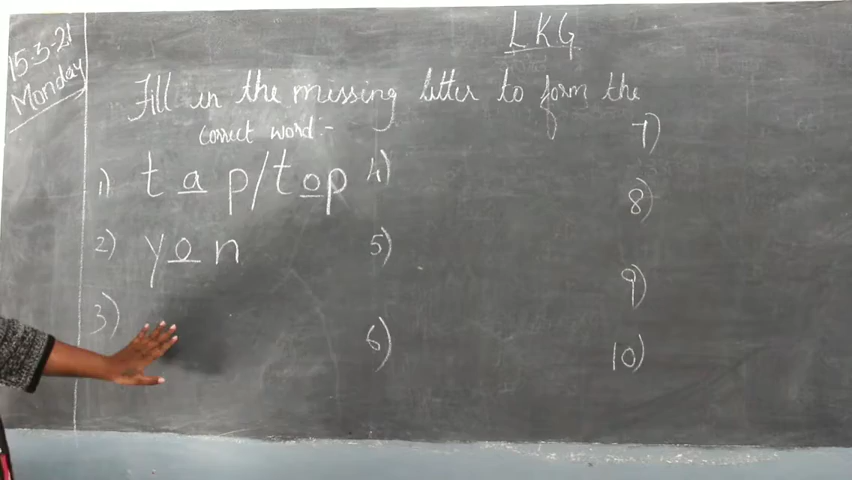 15-3-21
Monday
LKG
Fill in the missing letter to form the
correct word:-
1) t a p/top
2) y o n
3)
4)
5)
6)
7)
8)
9)
10)